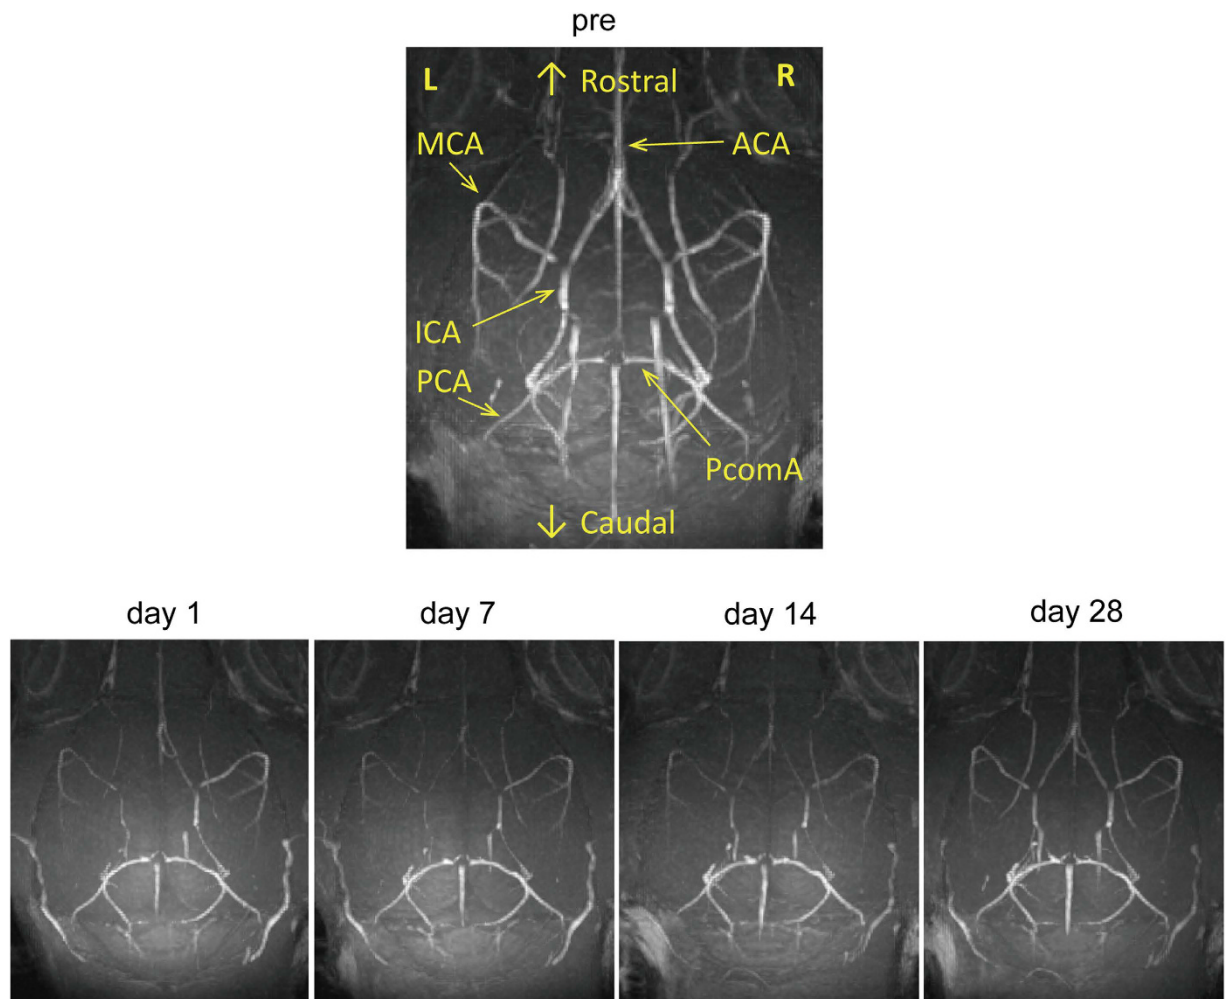 pre
L
↑ Rostral
R
MCA
ACA
ICA
PCA
PcomA
↓ Caudal
day 1
day 7
day 14
day 28